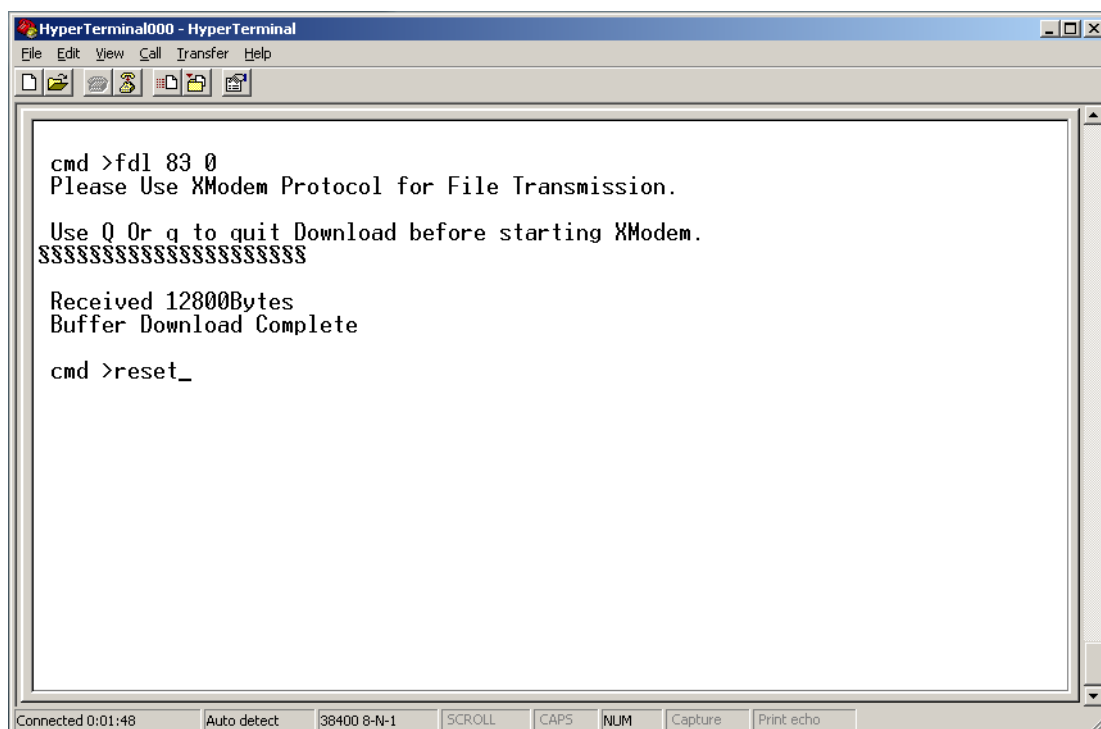 HyperTerminal000 - HyperTerminal
File Edit View Call Transfer Help
cmd >fdl 83 0
Please Use XModem Protocol for File Transmission.
Use Q Or q to quit Download before starting XModem.
§§§§§§§§§§§§§§§§§§§§§
Received 12800Bytes
Buffer Download Complete
cmd >reset_
Connected 0:01:48 Auto detect 38400 8-N-1 SCROLL CAPS NUM Capture Print echo